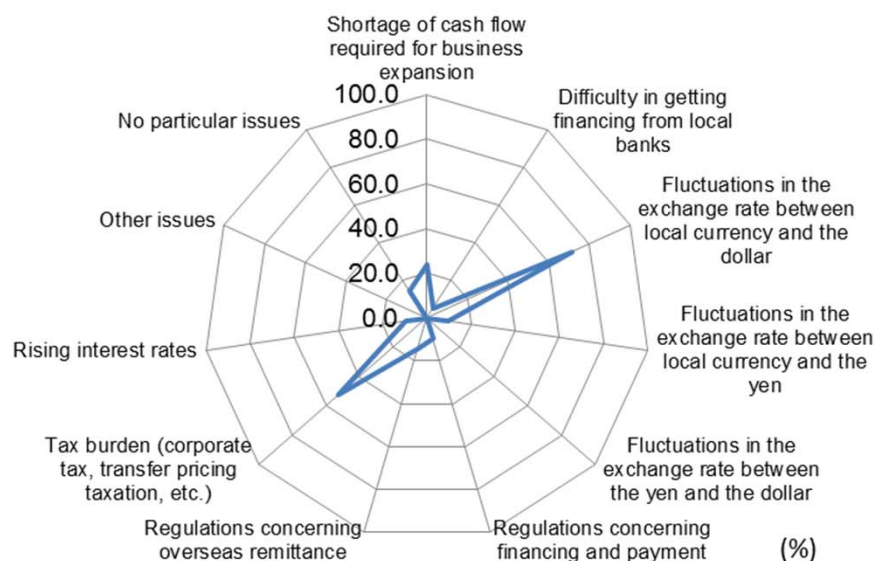 Shortage of cash flow
required for business
expansion
Difficulty in getting
financing from local
banks
Fluctuations in the
exchange rate between
local currency and the
dollar
Fluctuations in the
exchange rate between
local currency and the
yen
Fluctuations in the
exchange rate between
the yen and the dollar
Regulations concerning
financing and payment
Regulations concerning
overseas remittance
Tax burden (corporate
tax, transfer pricing
taxation, etc.)
Rising interest rates
Other issues
No particular issues
100.0
80.0
60.0
40.0
20.0
0.0
(%)